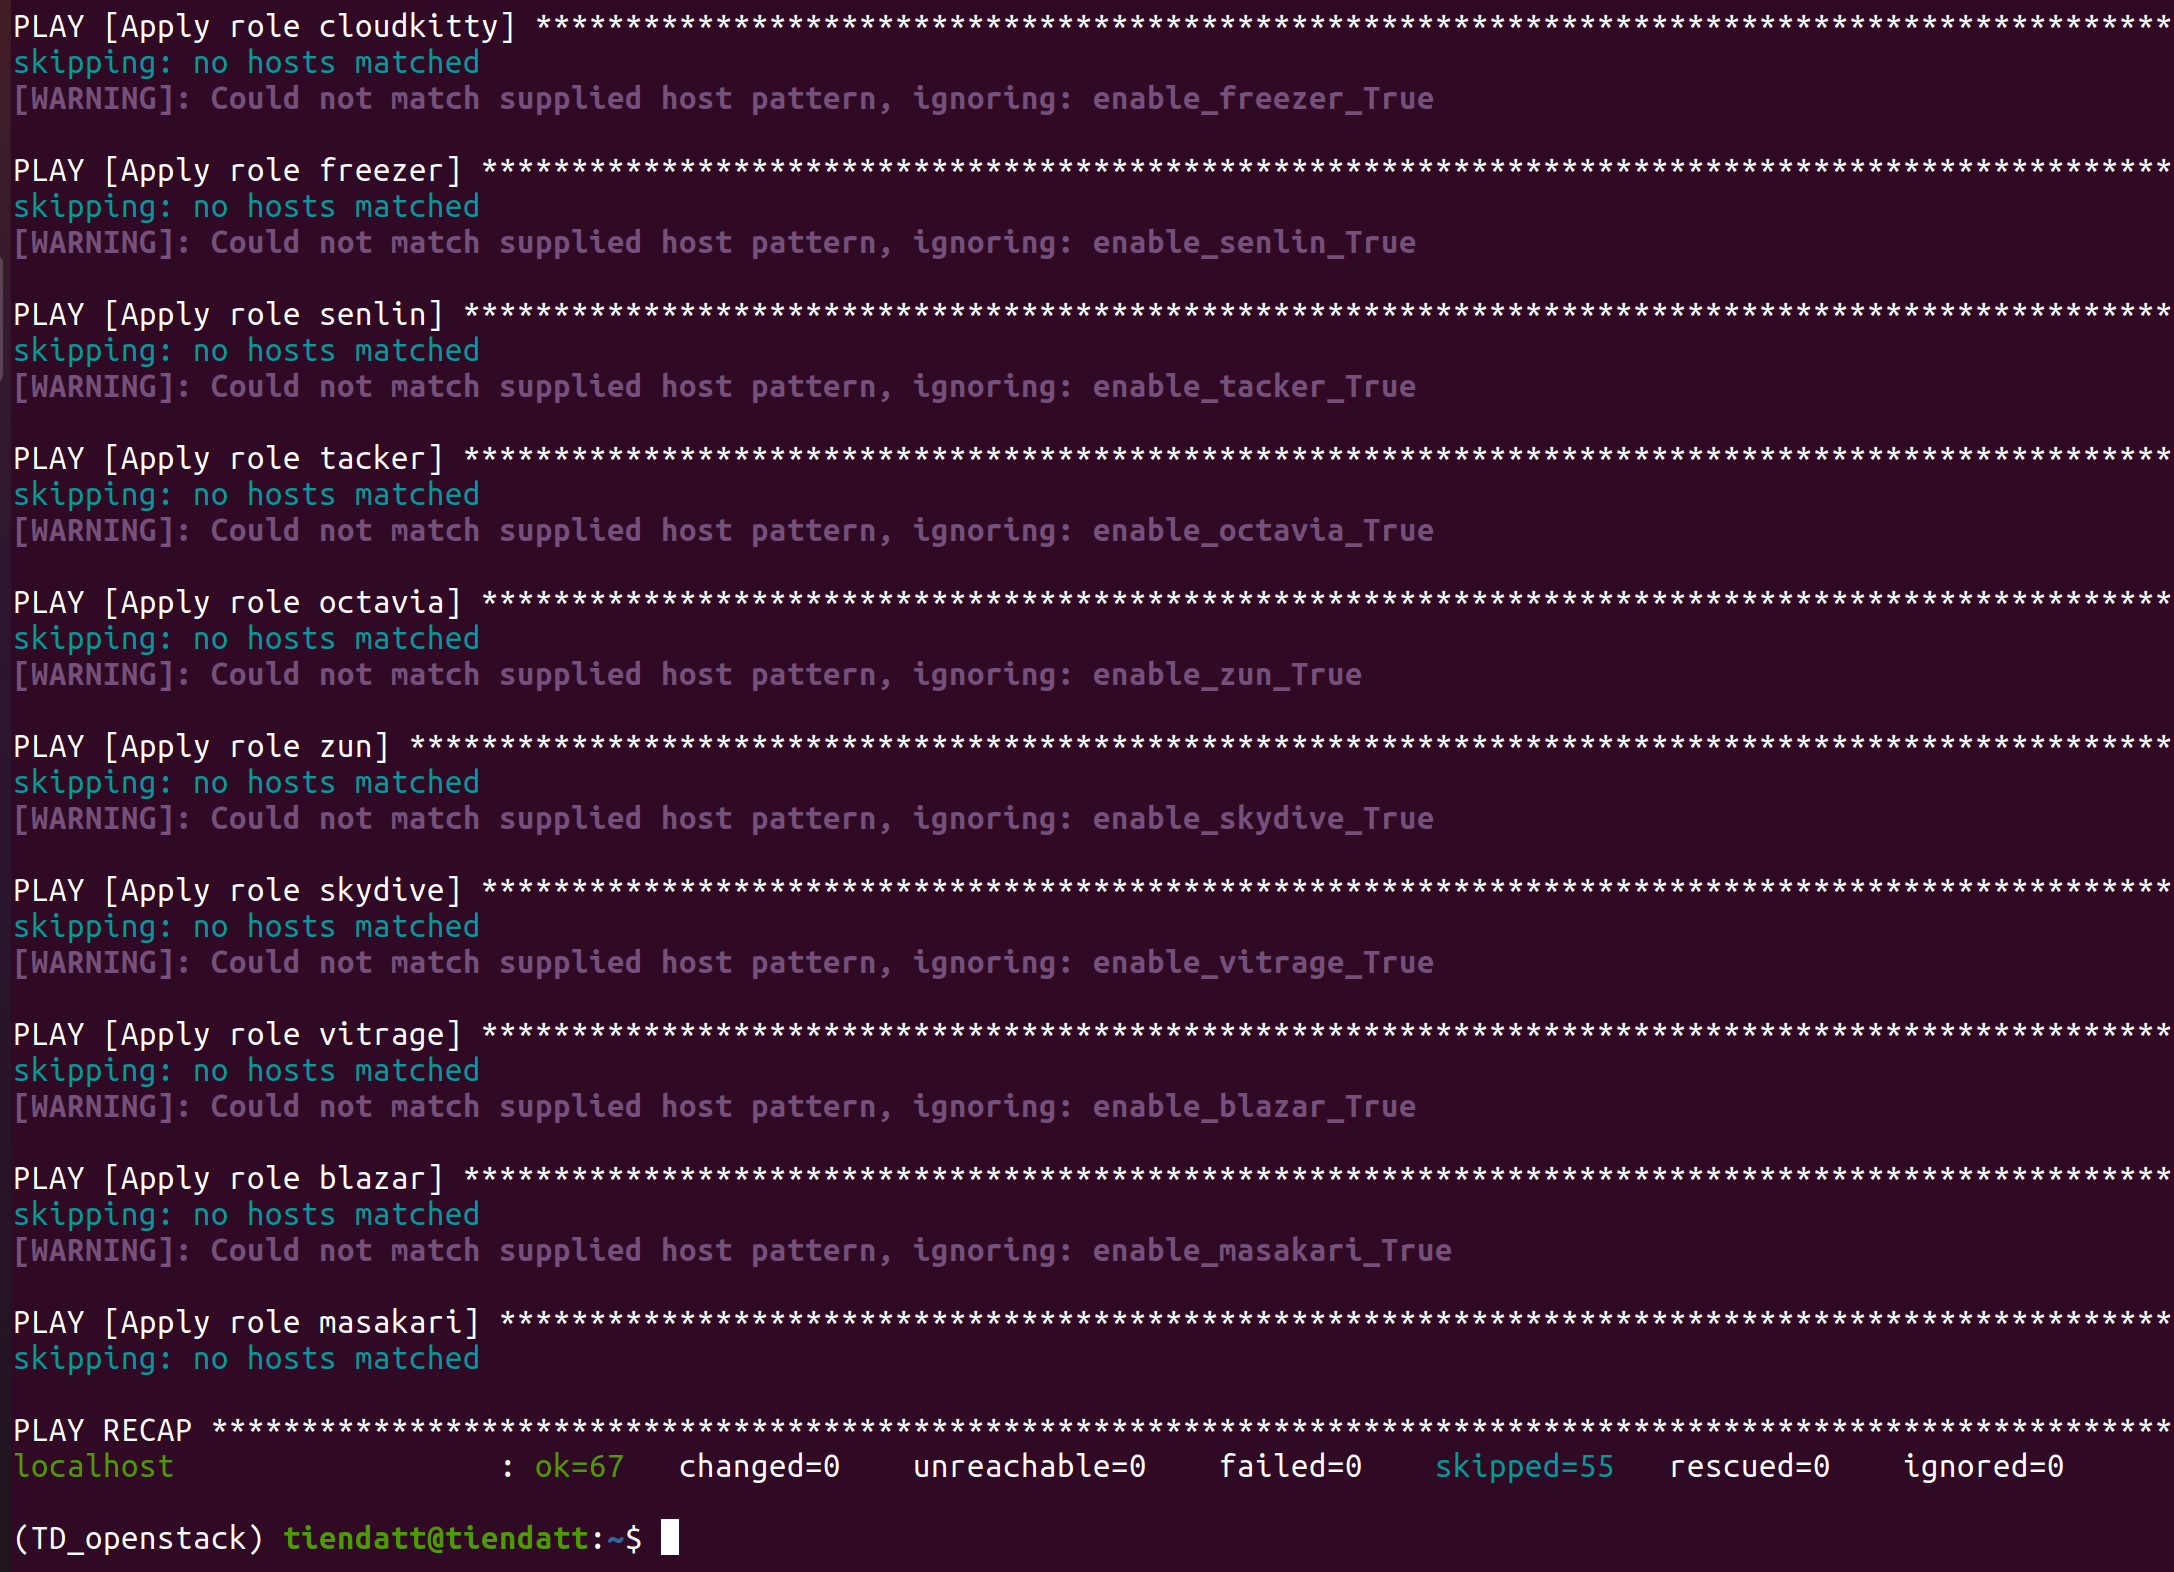 PLAY [Apply role cloudkitty] *******************************************************************************************
skipping: no hosts matched
[WARNING]: Could not match supplied host pattern, ignoring: enable_freezer_True
PLAY [Apply role freezer] **********************************************************************************************
skipping: no hosts matched
[WARNING]: Could not match supplied host pattern, ignoring: enable_senlin_True
PLAY [Apply role senlin] ***********************************************************************************************
skipping: no hosts matched
[WARNING]: Could not match supplied host pattern, ignoring: enable_tacker_True
PLAY [Apply role tacker] ***********************************************************************************************
skipping: no hosts matched
[WARNING]: Could not match supplied host pattern, ignoring: enable_octavia_True
PLAY [Apply role octavia] **********************************************************************************************
skipping: no hosts matched
[WARNING]: Could not match supplied host pattern, ignoring: enable_zun_True
PLAY [Apply role zun] **************************************************************************************************
skipping: no hosts matched
[WARNING]: Could not match supplied host pattern, ignoring: enable_skydive_True
PLAY [Apply role skydive] **********************************************************************************************
skipping: no hosts matched
[WARNING]: Could not match supplied host pattern, ignoring: enable_vitrage_True
PLAY [Apply role vitrage] **********************************************************************************************
skipping: no hosts matched
[WARNING]: Could not match supplied host pattern, ignoring: enable_blazar_True
PLAY [Apply role blazar] ***********************************************************************************************
skipping: no hosts matched
[WARNING]: Could not match supplied host pattern, ignoring: enable_masakari_True
PLAY [Apply role masakari] *********************************************************************************************
skipping: no hosts matched
PLAY RECAP *************************************************************************************************************
localhost                  : ok=67   changed=0    unreachable=0    failed=0    skipped=55   rescued=0    ignored=0
(TD_openstack) tiendatt@tiendatt:~$